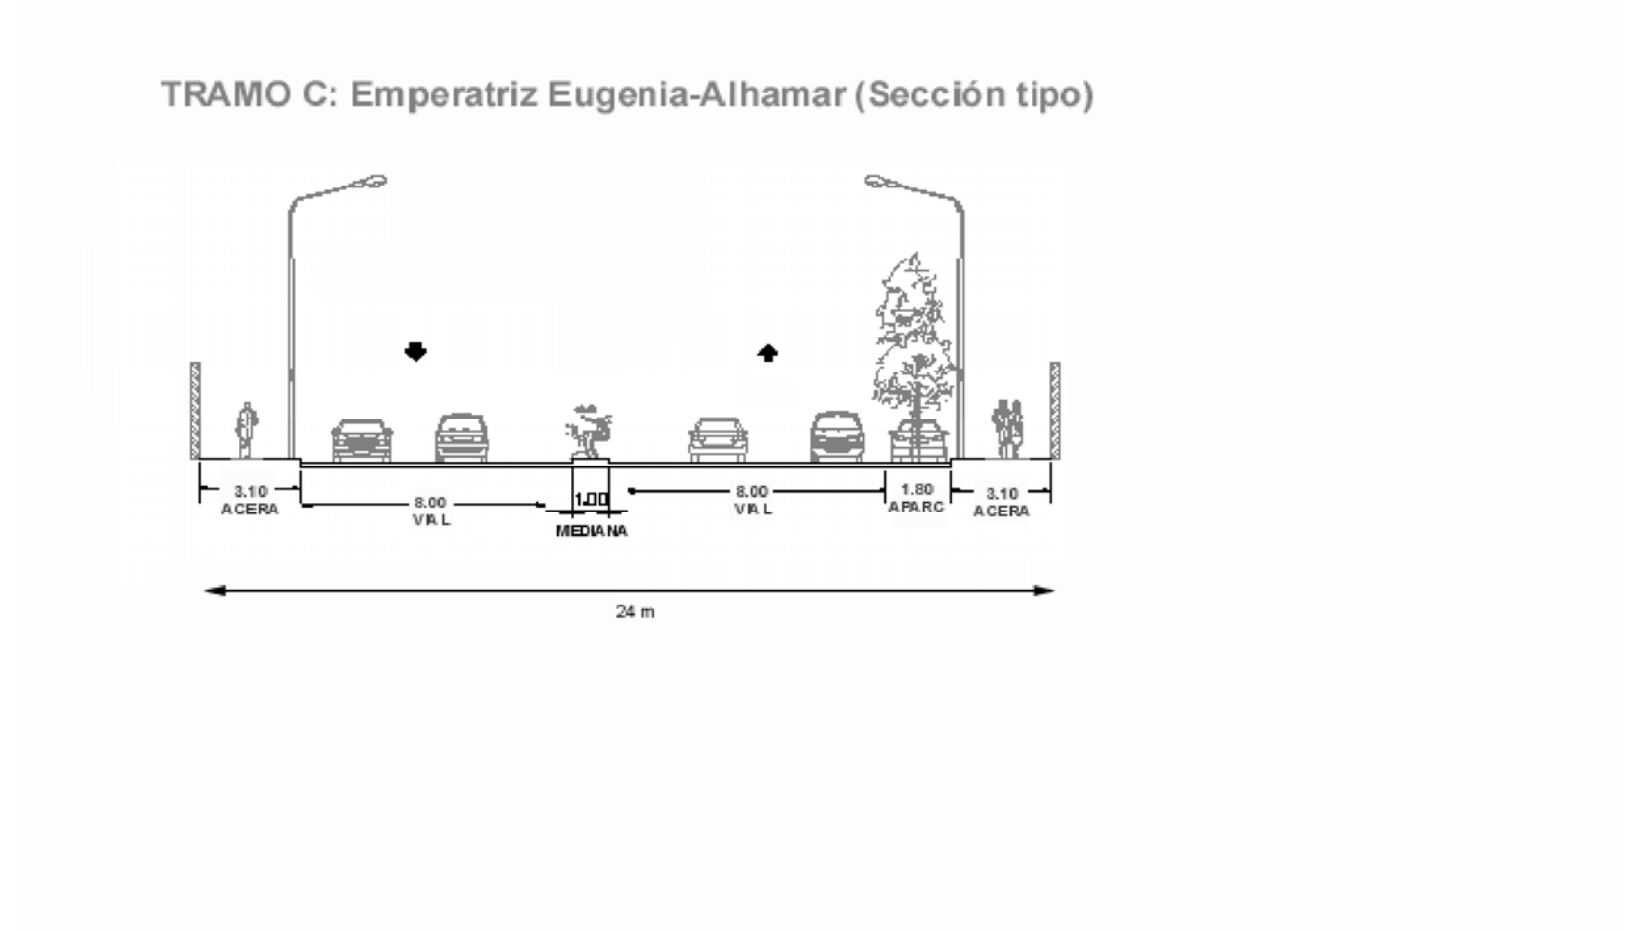 TRAMO C: Emperatriz Eugenia-Alhamar (Sección tipo)
3.10
ACERA
8.00
VIAL
1.00
MEDIANA
8.00
VIAL
1.80
APARC
3.10
ACERA
24 m